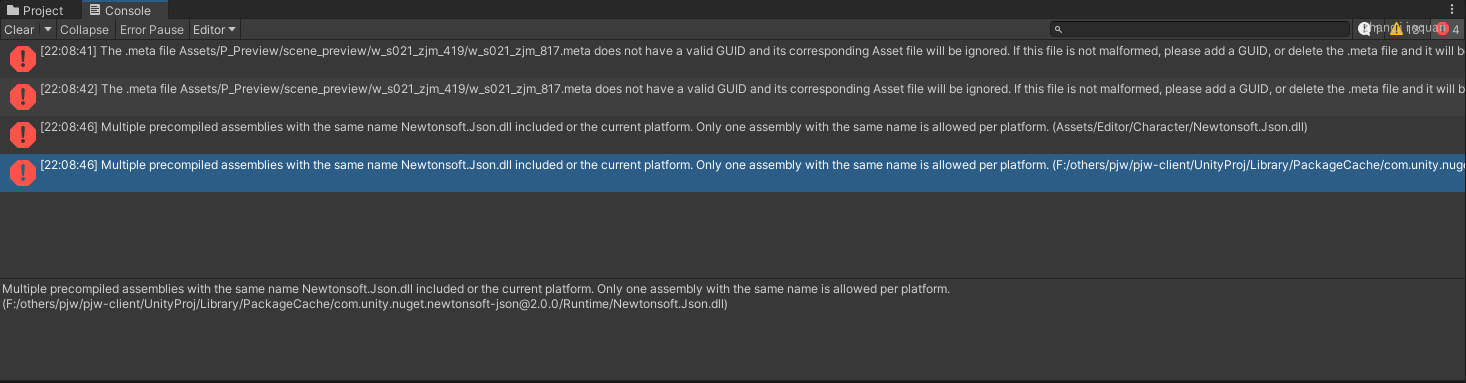 Project
Console
Clear
Collapse
Error Pause
Editor
4
[22:08:41] The .meta file Assets/P_Preview/scene_preview/w_s021_zjm_419/w_s021_zjm_817.meta does not have a valid GUID and its corresponding Asset file will be ignored. If this file is not malformed, please add a GUID, or delete the .meta file and it will b
[22:08:42] The .meta file Assets/P_Preview/scene_preview/w_s021_zjm_419/w_s021_zjm_817.meta does not have a valid GUID and its corresponding Asset file will be ignored. If this file is not malformed, please add a GUID, or delete the .meta file and it will b
[22:08:46] Multiple precompiled assemblies with the same name Newtonsoft.Json.dll included or the current platform. Only one assembly with the same name is allowed per platform. (Assets/Editor/Character/Newtonsoft.Json.dll)
[22:08:46] Multiple precompiled assemblies with the same name Newtonsoft.Json.dll included or the current platform. Only one assembly with the same name is allowed per platform. (F:/others/pjw/pjw-client/UnityProj/Library/PackageCache/com.unity.nuge
Multiple precompiled assemblies with the same name Newtonsoft.Json.dll included or the current platform. Only one assembly with the same name is allowed per platform.
(F:/others/pjw/pjw-client/UnityProj/Library/PackageCache/com.unity.nuget.newtonsoft-json@2.0.0/Runtime/Newtonsoft.Json.dll)